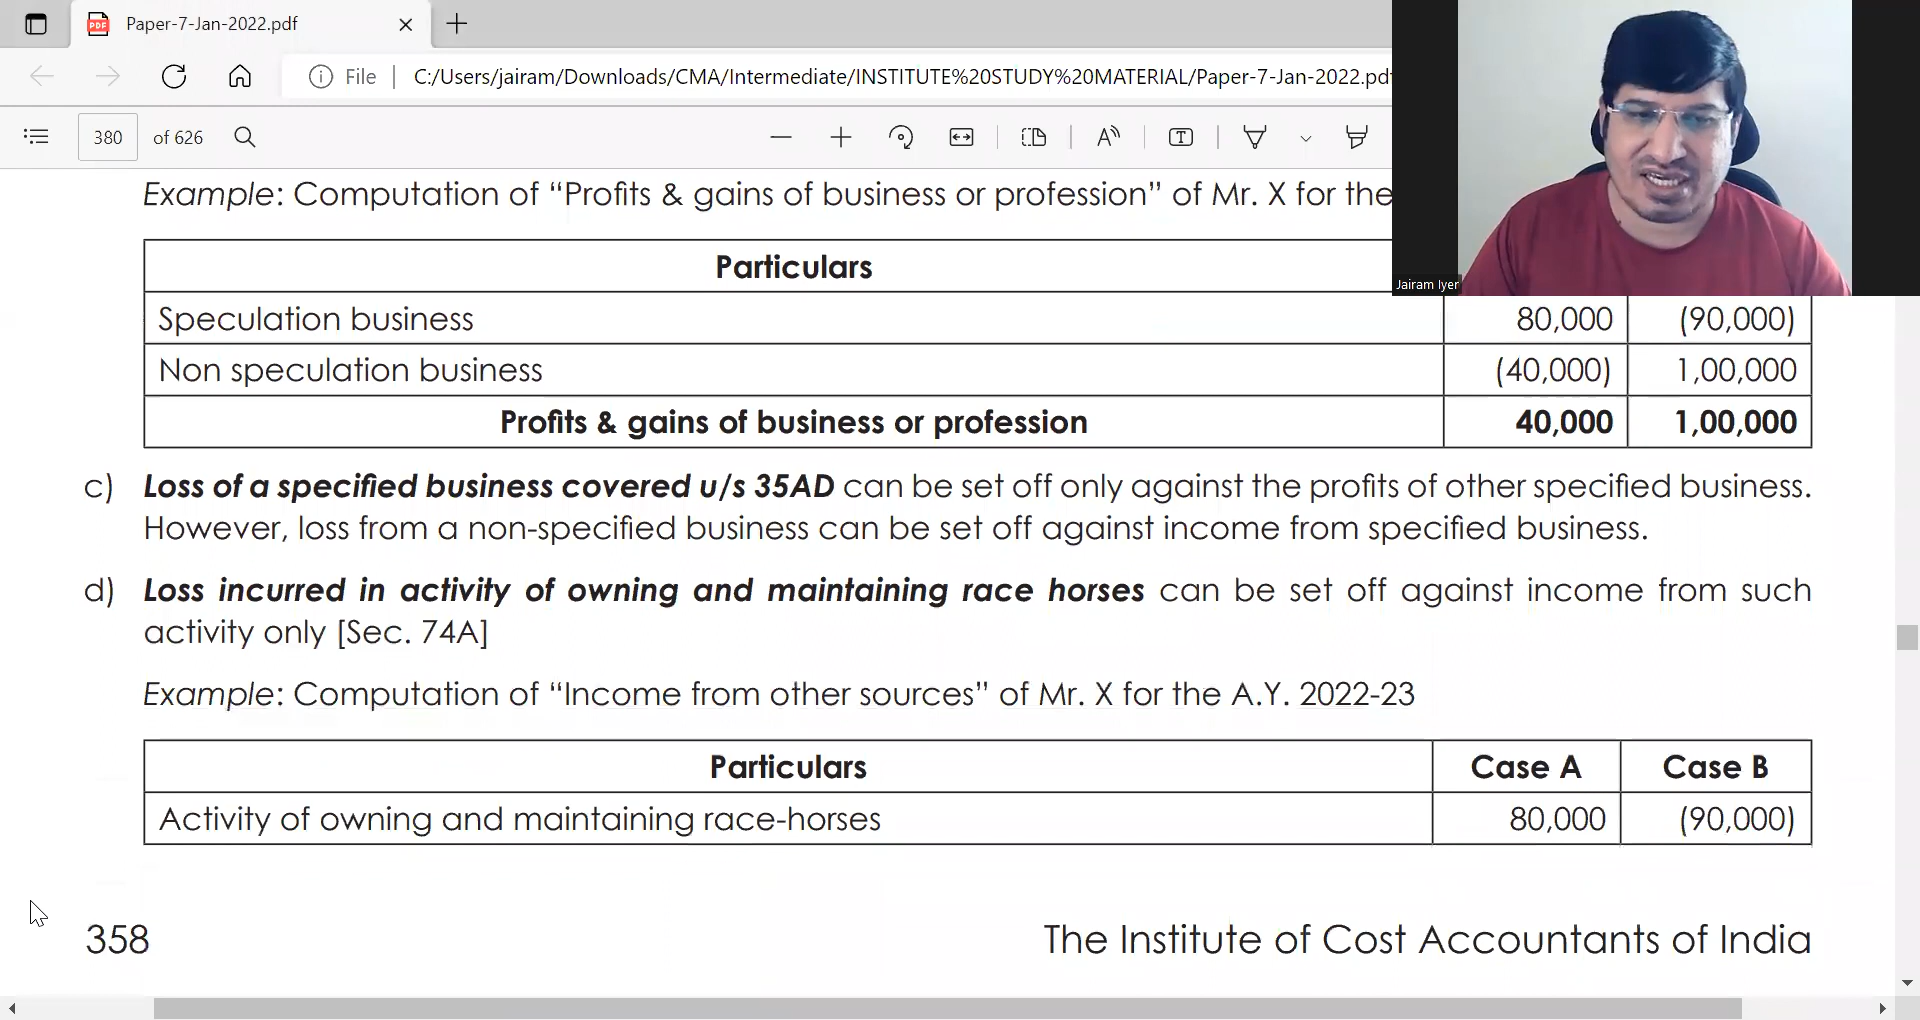 Paper-7-Jan-2022.pdf
File | C:/Users/jairam/Downloads/CMA/Intermediate/INSTITUTE%20STUDY%20MATERIAL/Paper-7-Jan-2022.pdf
380 of 626
Example: Computation of “Profits & gains of business or profession” of Mr. X for the
Jairam Iyer
Particulars
Speculation business 80,000 (90,000)
Non speculation business (40,000) 1,00,000
Profits & gains of business or profession 40,000 1,00,000
c) Loss of a specified business covered u/s 35AD can be set off only against the profits of other specified business.
However, loss from a non-specified business can be set off against income from specified business.
d) Loss incurred in activity of owning and maintaining race horses can be set off against income from such
activity only [Sec. 74A]
Example: Computation of “Income from other sources” of Mr. X for the A.Y. 2022-23
Particulars Case A Case B
Activity of owning and maintaining race-horses 80,000 (90,000)
358 The Institute of Cost Accountants of India